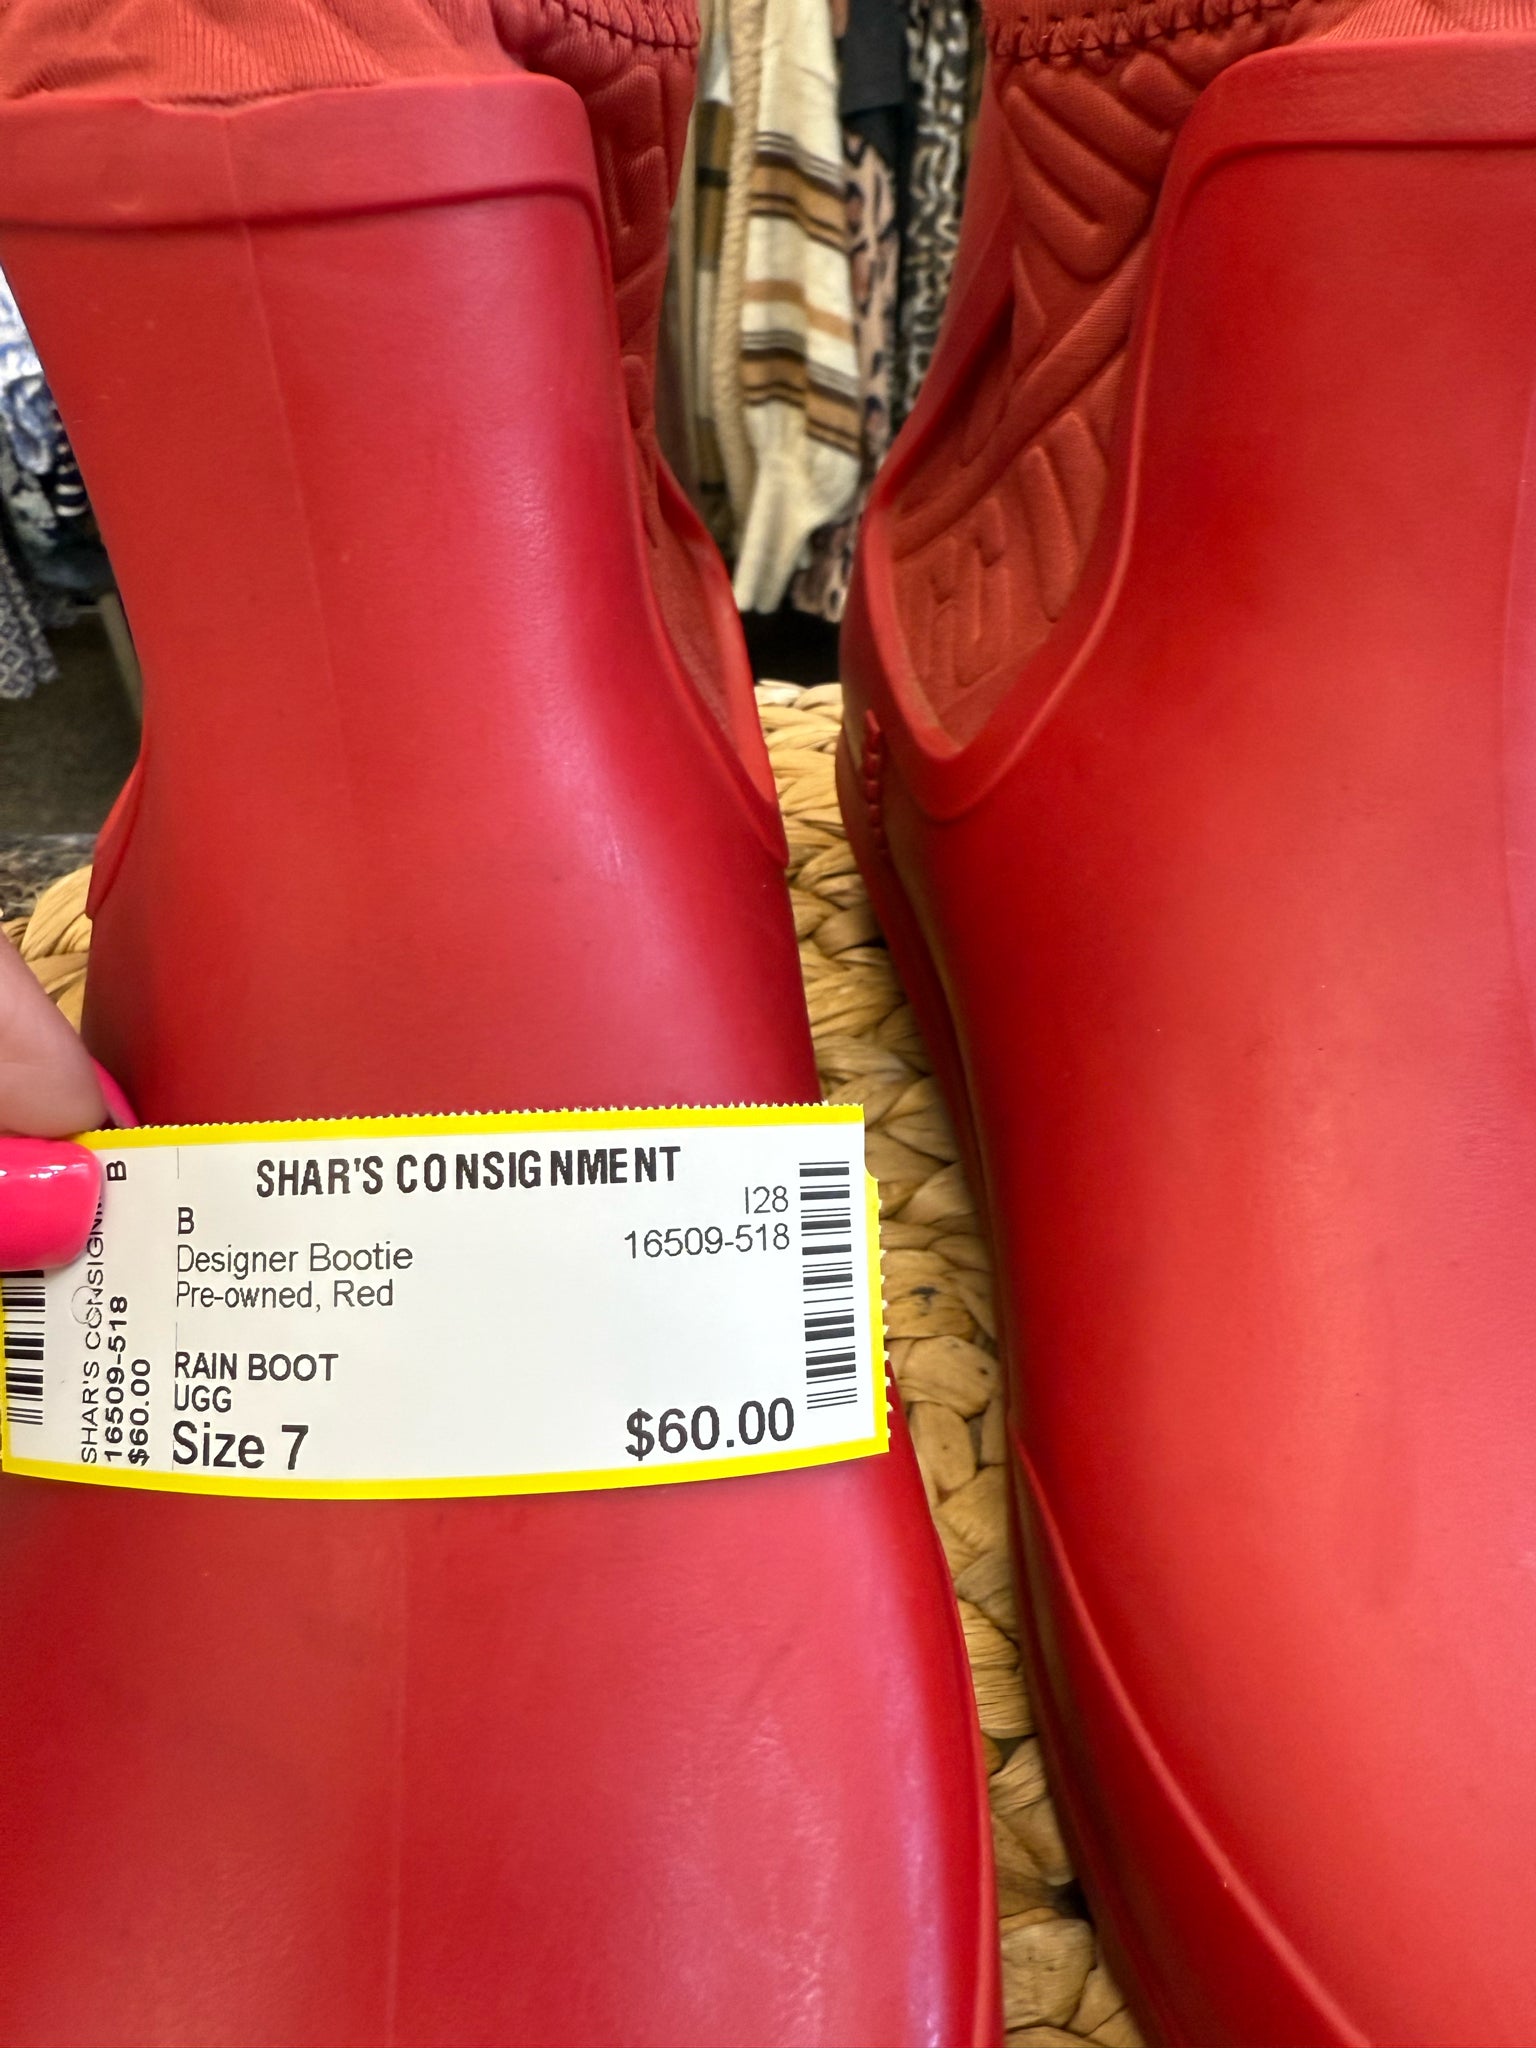 SHAR'S CONSIGNMENT
B
I28
16509-518
Designer Bootie
Pre-owned, Red
RAIN BOOT
UGG
Size 7
$60.00
B
SHAR'S CONSIGN
16509-518
$60.00